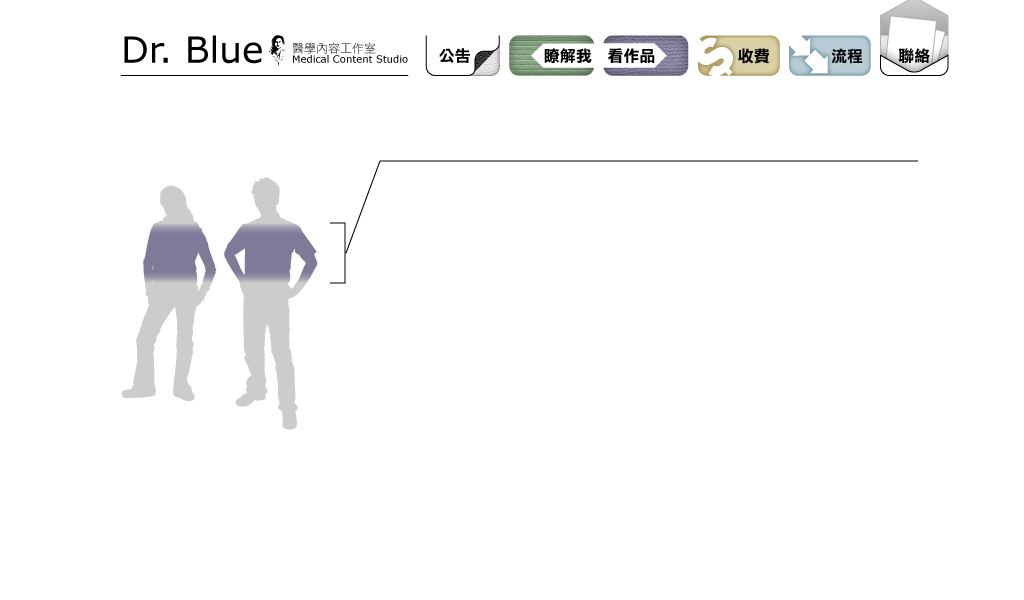 Dr. Blue
醫學內容工作室
Medical Content Studio
公告
瞭解我
看作品
收費
流程
聯絡